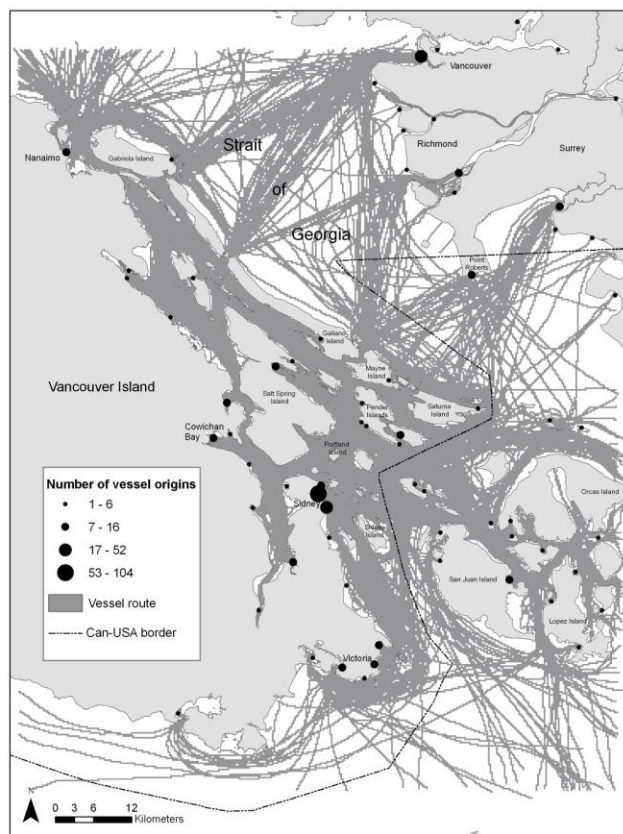 Vancouver
Strait
Richmond
Surrey
Nanaimo
Gabriola Island
of
Georgia
Point
Roberts
Galiano
Island
Vancouver Island
Mayne
Island
Salt Spring
Island
Pender
Islands
Saturna
Island
Cowichan
Bay
Portland
Island
Number of vessel origins
1 - 6
7 - 16
17 - 52
53 - 104
Vessel route
Can-USA border
Sidney
Orcas Island
Sidney
Island
San Juan Island
Lopez Island
Victoria
N
0 3 6 12
Kilometers